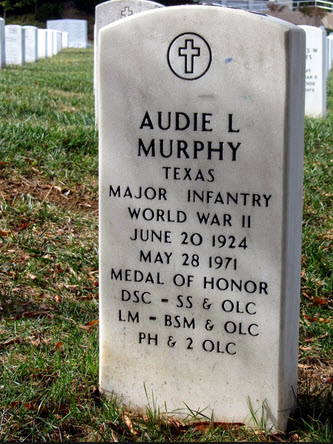 AUDIE L
MURPHY
TEXAS
MAJOR INFANTRY
WORLD WAR II
JUNE 20 1924
MAY 28 1971
MEDAL OF HONOR
DSC - SS & OLC
LM - BSM & OLC
PH & 2 OLC